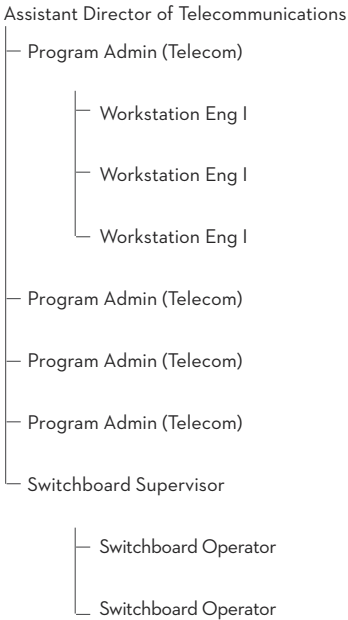 Assistant Director of Telecommunications
Program Admin (Telecom)
Workstation Eng I
Workstation Eng I
Workstation Eng I
Program Admin (Telecom)
Program Admin (Telecom)
Program Admin (Telecom)
Switchboard Supervisor
Switchboard Operator
Switchboard Operator